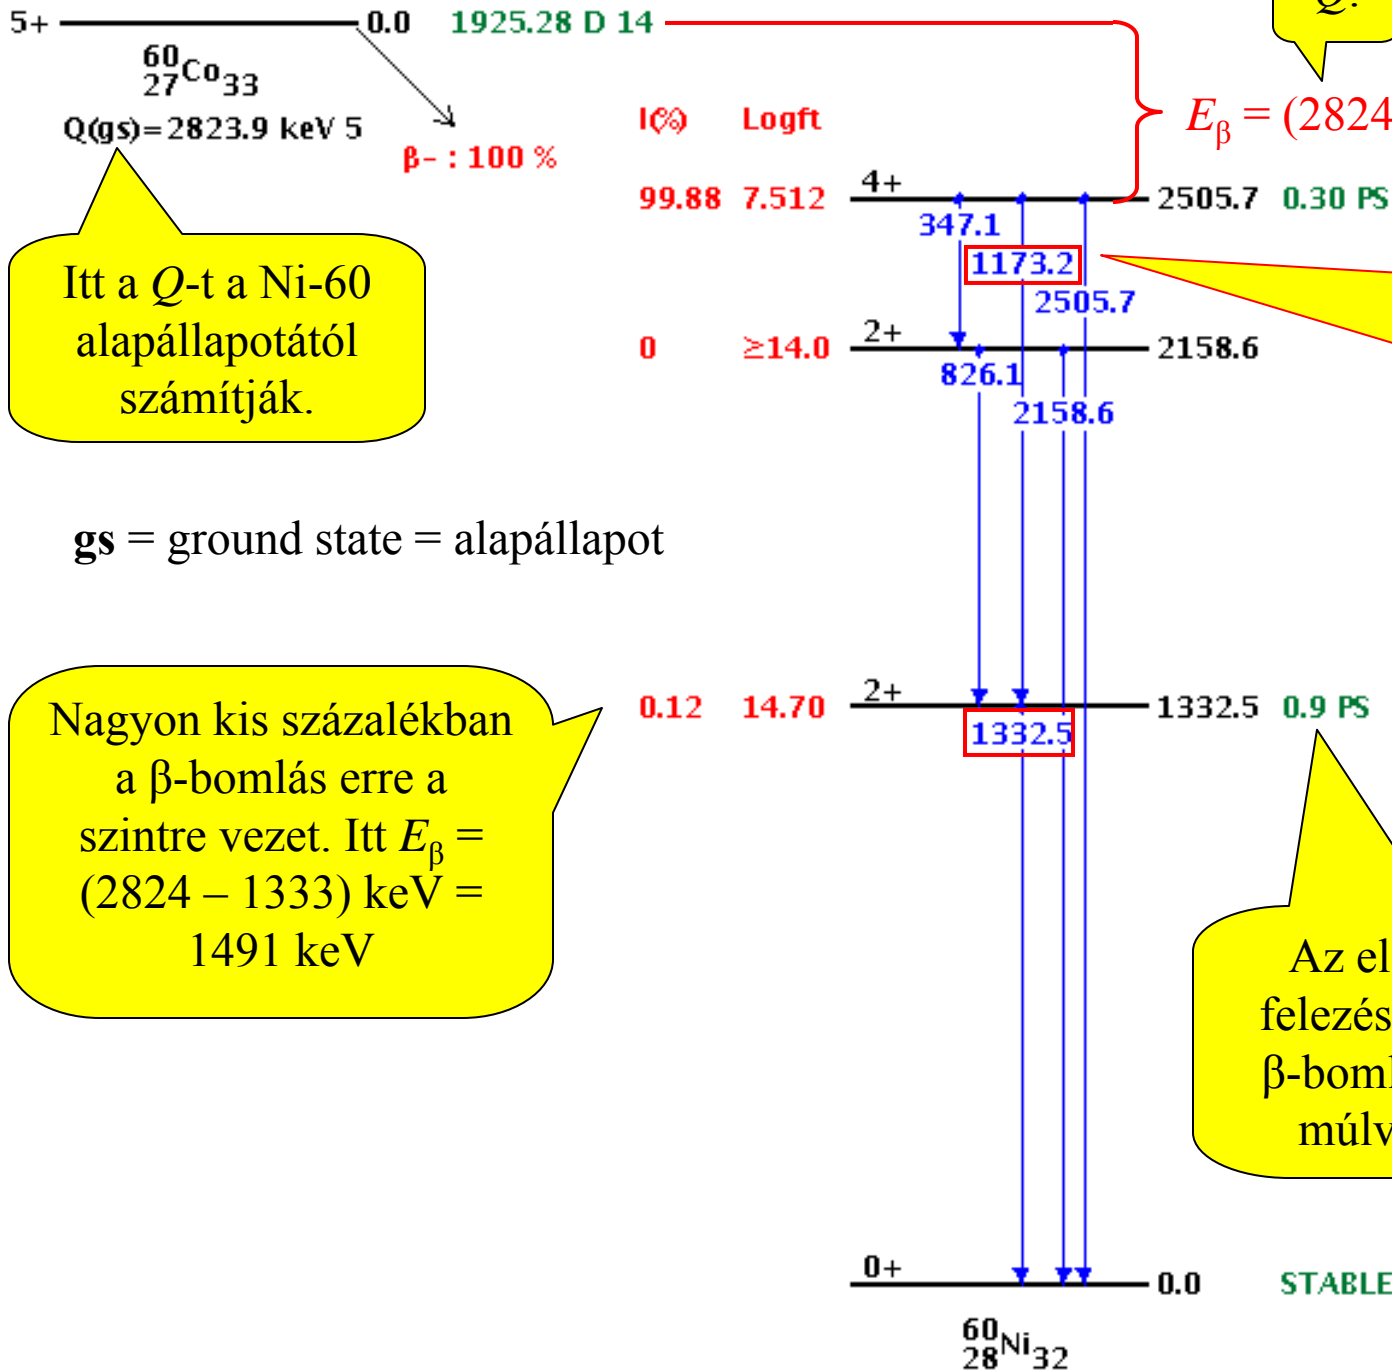 Q.
5+ 0.0 1925.28 D 14
60
27Co33
Q(gs)=2823.9 keV 5
β- : 100 %
I(%) Logft
Eβ = (2824
99.88 7.512 4+ 2505.7 0.30 PS
347.1
1173.2
2505.7
Itt a Q-t a Ni-60
alapállapotától
számítják.
0 ≥14.0 2+ 2158.6
826.1
2158.6
gs = ground state = alapállapot
0.12 14.70 2+ 1332.5 0.9 PS
1332.5
Nagyon kis százalékban
a β-bomlás erre a
szintre vezet. Itt Eβ =
(2824 – 1333) keV =
1491 keV
Az el
felezés
β-boml
múlv
0+ 0.0 STABLE
60
28Ni32